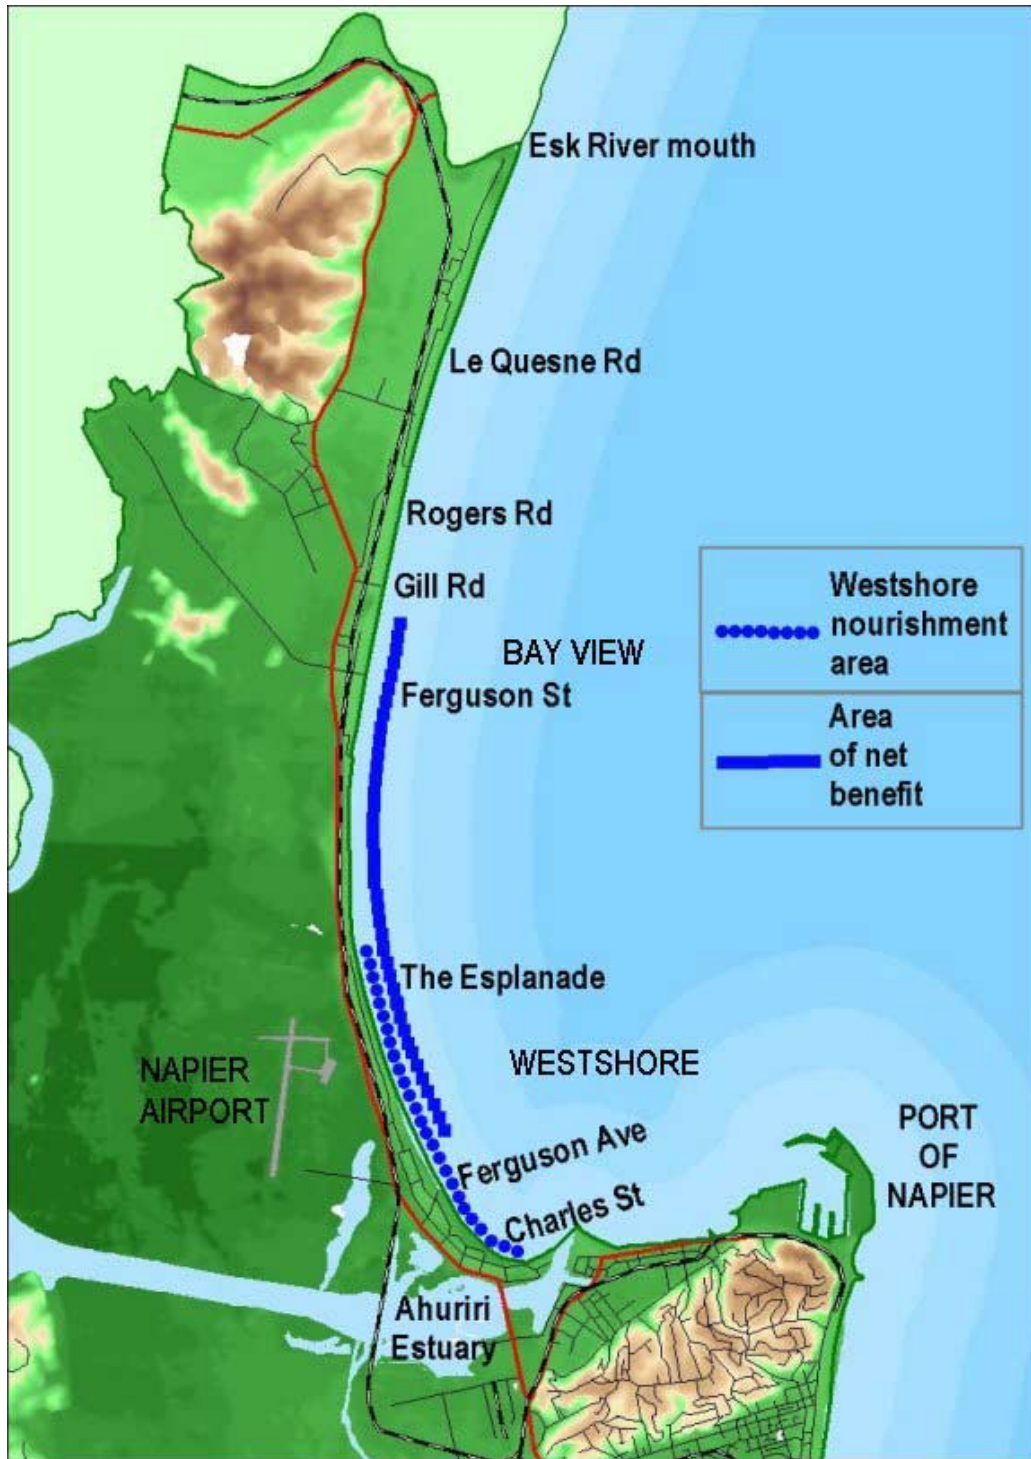 Esk River mouth
Le Quesne Rd
Rogers Rd
Gill Rd
BAY VIEW
Ferguson St
Westshore
nourishment
area
Area
of net
benefit
The Esplanade
WESTSHORE
NAPIER
AIRPORT
Ferguson Ave
Charles St
PORT
OF
NAPIER
Ahuriri
Estuary